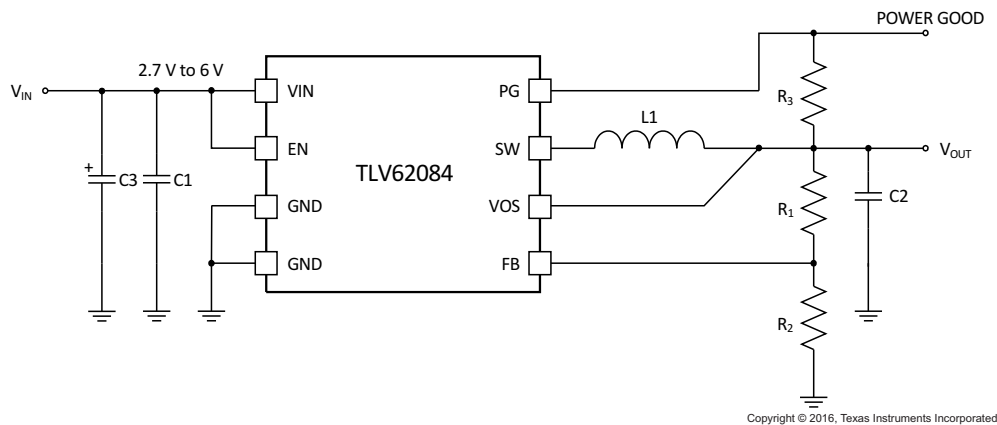 POWER GOOD
2.7 V to 6 V
VIN
VIN
PG
R3
L1
EN
SW
VOUT
TLV62084
C3
+
C1
GND
VOS
R1
C2
GND
FB
R2
Copyright © 2016, Texas Instruments Incorporated